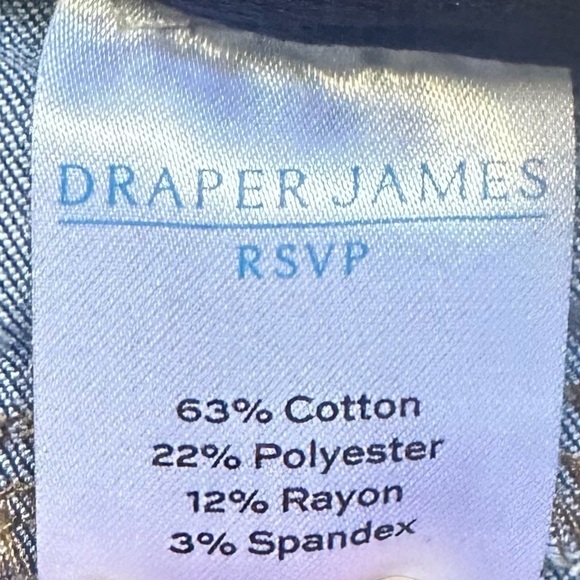 DRAPER JAMES
RSVP
63% Cotton
22% Polyester
12% Rayon
3% Spandex